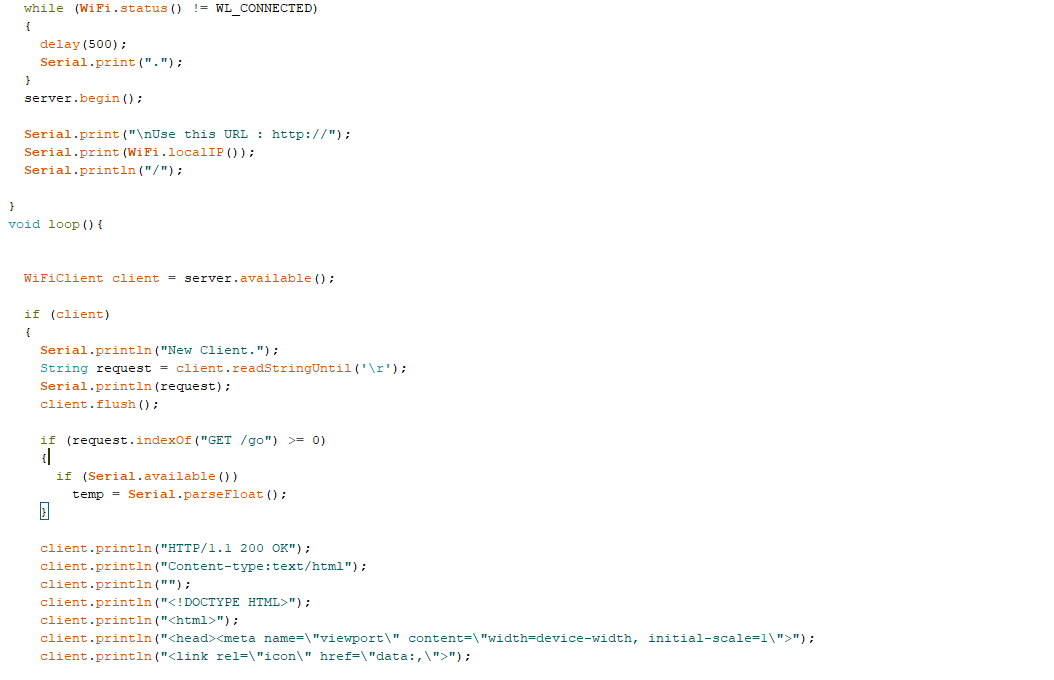 while (WiFi.status() != WL_CONNECTED)
{
delay(500);
Serial.print(".");
}
server.begin();
Serial.print("\nUse this URL : http://");
Serial.print(WiFi.localIP());
Serial.println("/");
}
void loop(){
WiFiClient client = server.available();
if (client)
{
Serial.println("New Client.");
String request = client.readStringUntil('\r');
Serial.println(request);
client.flush();
if (request.indexOf("GET /go") >= 0)
{
if (Serial.available())
temp = Serial.parseFloat();
}
client.println("HTTP/1.1 200 OK");
client.println("Content-type:text/html");
client.println("");
client.println("<!DOCTYPE HTML>");
client.println("<html>");
client.println("<head><meta name=\"viewport\" content=\"width=device-width, initial-scale=1\">");
client.println("<link rel=\"icon\" href=\"data:,\">");